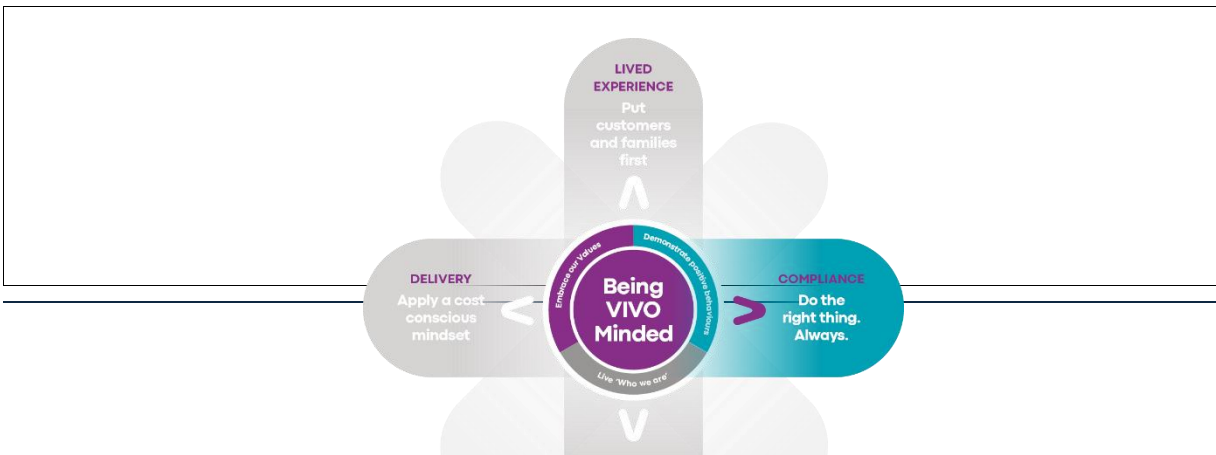 LIVED
EXPERIENCE
Put
customers
and families
first
DELIVERY
Apply a cost
conscious
mindset
Embrace our Values
Demonstrate positive behaviours
Live 'Who we are'
Being
VIVO
Minded
COMPLIANCE
Do the
right thing.
Always.